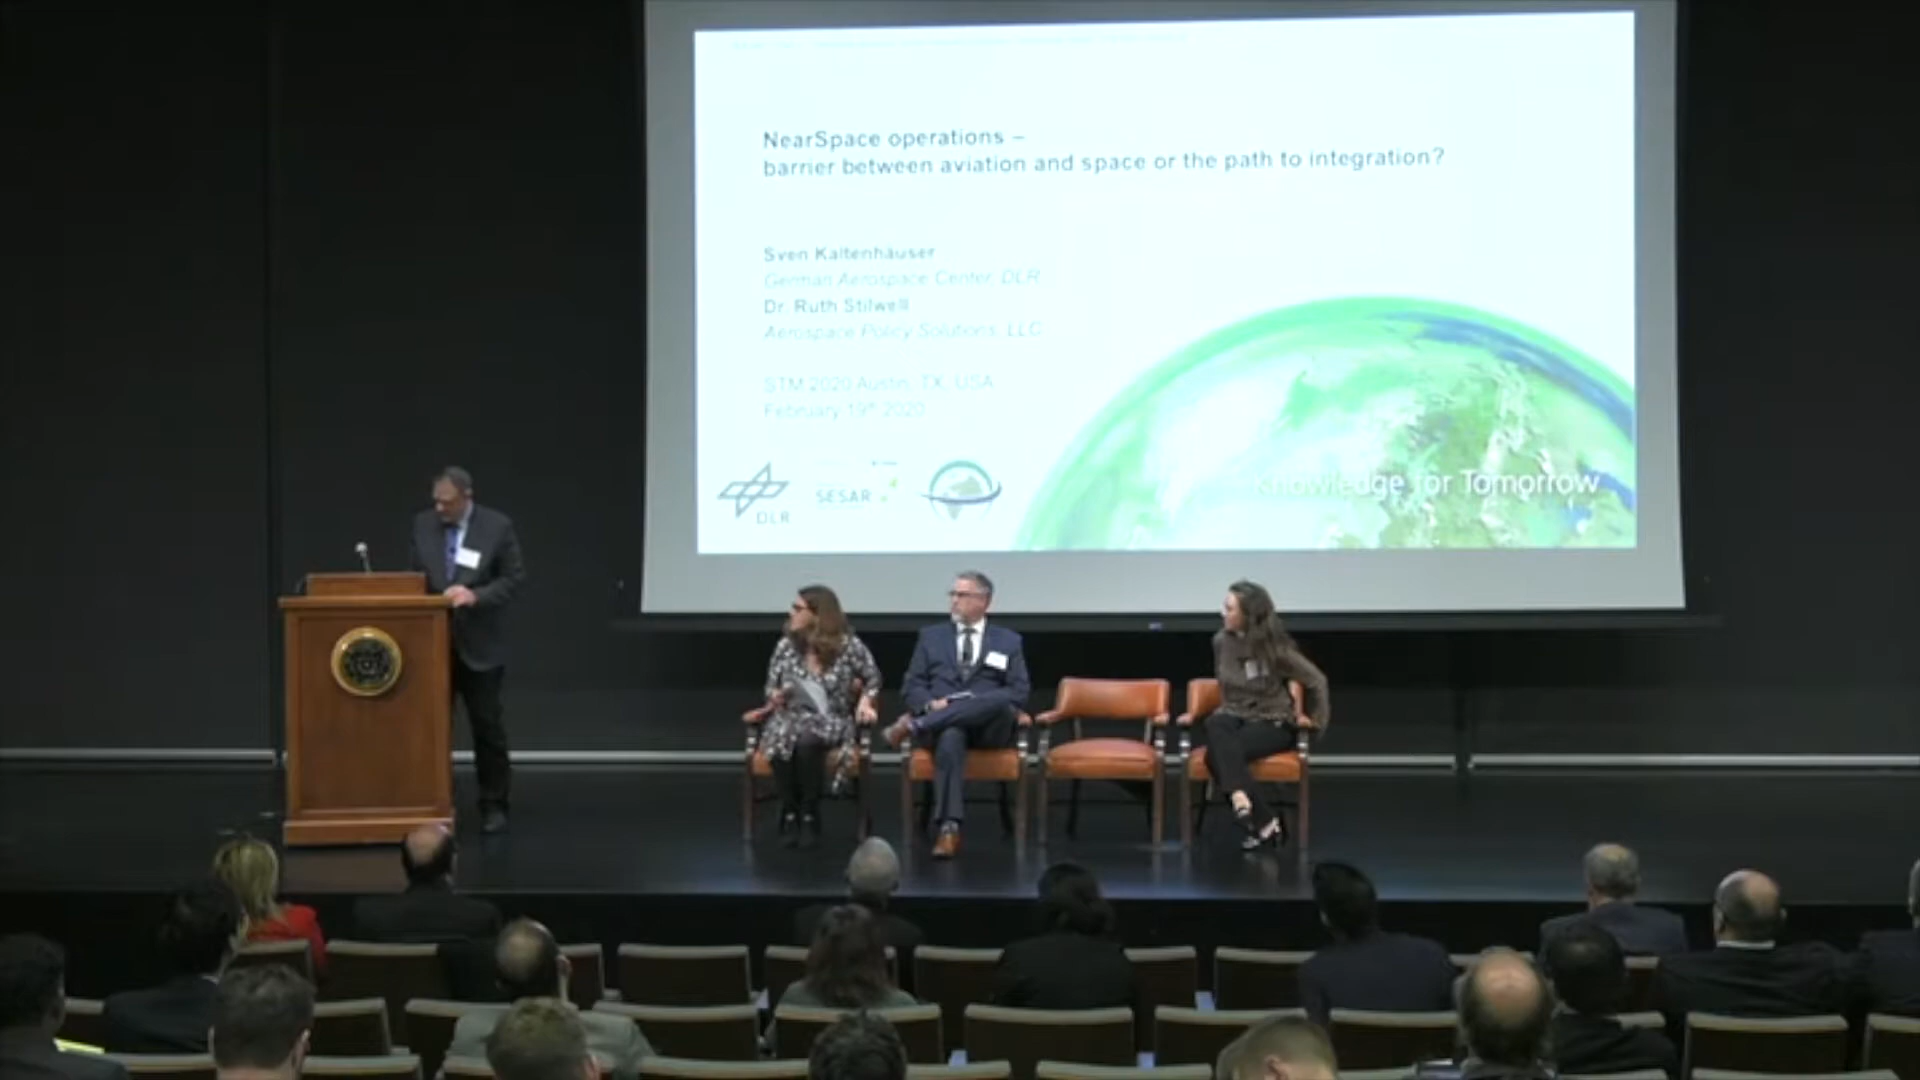 NearSpace operations –
barrier between aviation and space or the path to integration?
Sven Kaltenhäuser
German Aerospace Center, DLR
Dr. Ruth Stilwell
Aerospace Policy Solutions, LLC
STM 2020 Austin, TX, USA
February 19th 2020
DLR
SESAR
Knowledge for Tomorrow